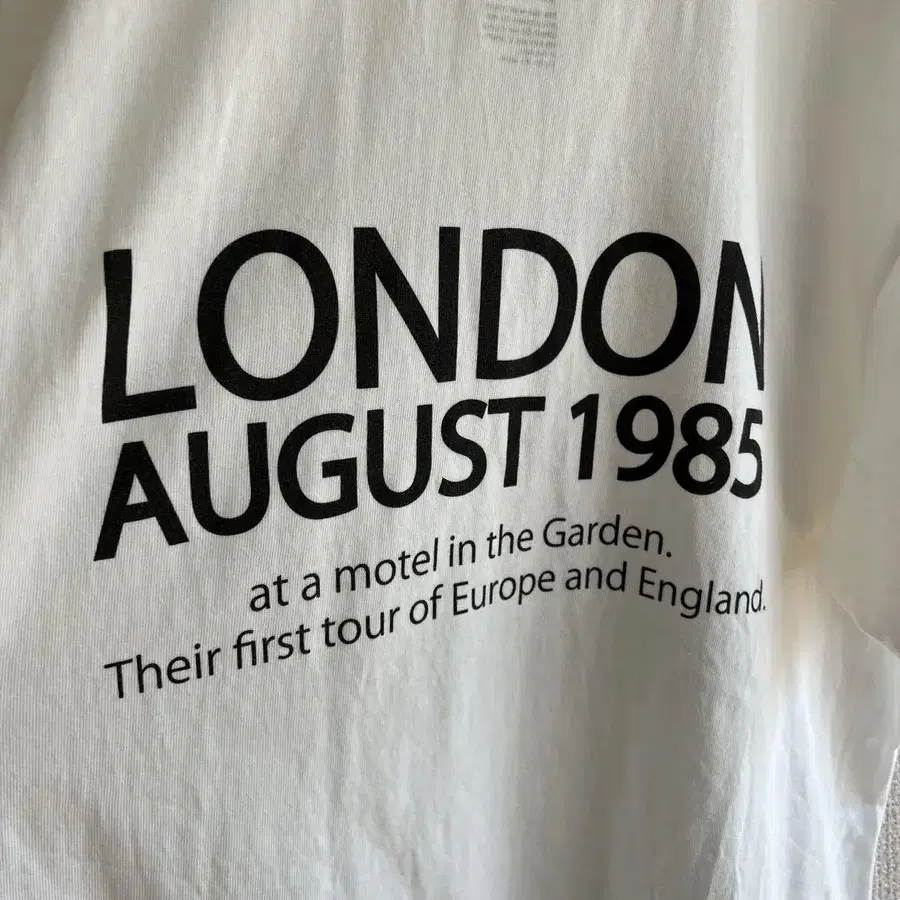 LONDON
AUGUST 1985
at a motel in the Garden.
Their first tour of Europe and England.